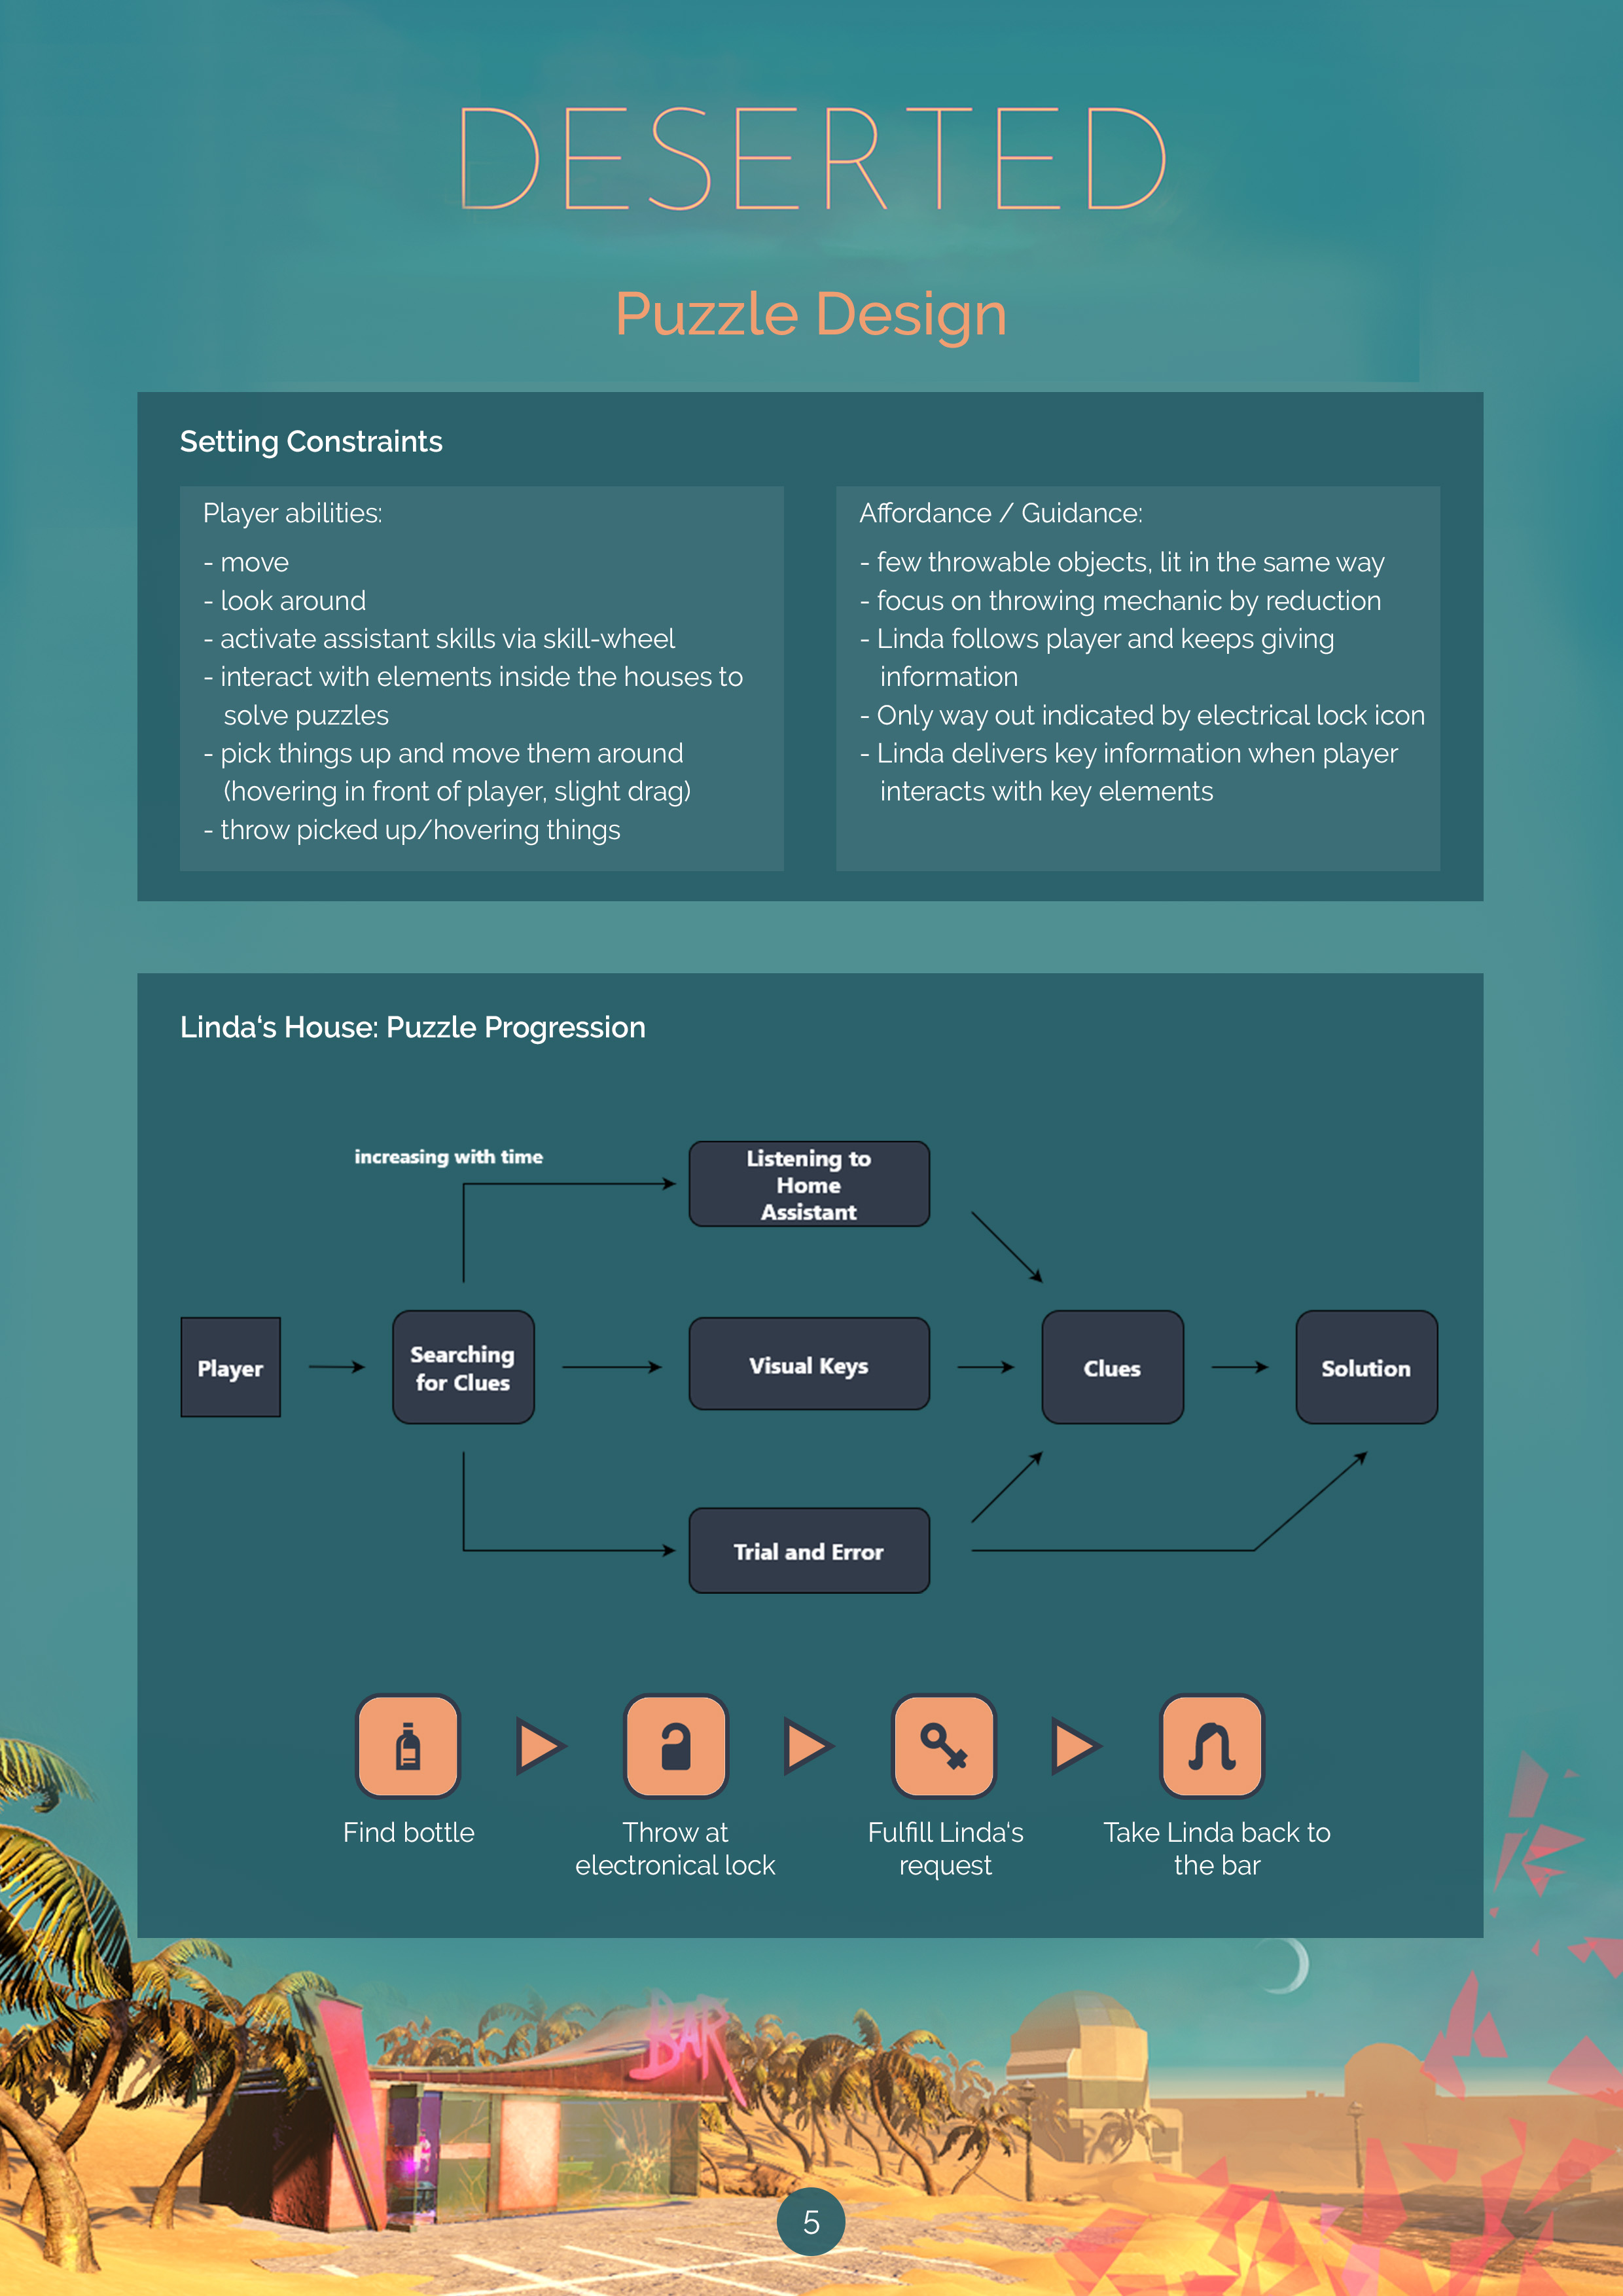 DESERTED
Puzzle Design
Setting Constraints
Player abilities:
- move
- look around
- activate assistant skills via skill-wheel
- interact with elements inside the houses to
solve puzzles
- pick things up and move them around
(hovering in front of player, slight drag)
- throw picked up/hovering things
Affordance / Guidance:
- few throwable objects, lit in the same way
- focus on throwing mechanic by reduction
- Linda follows player and keeps giving
information
- Only way out indicated by electrical lock icon
- Linda delivers key information when player
interacts with key elements
Linda‘s House: Puzzle Progression
increasing with time
Listening to
Home
Assistant
Player
Searching
for Clues
Visual Keys
Clues
Solution
Trial and Error
Find bottle
Throw at
electronical lock
Fulfill Linda‘s
request
Take Linda back to
the bar
BAR
5